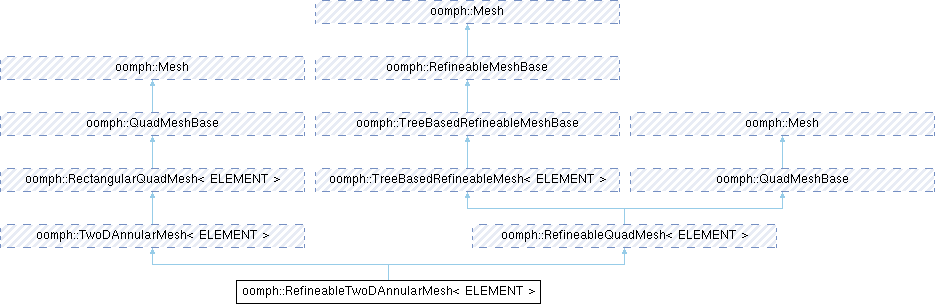 oomph::Mesh
oomph::Mesh
oomph::RefineableMeshBase
oomph::QuadMeshBase
oomph::TreeBasedRefineableMeshBase
oomph::Mesh
oomph::RectangularQuadMesh< ELEMENT >
oomph::TreeBasedRefineableMesh< ELEMENT >
oomph::QuadMeshBase
oomph::TwoDAnnularMesh< ELEMENT >
oomph::RefineableQuadMesh< ELEMENT >
oomph::RefineableTwoDAnnularMesh< ELEMENT >